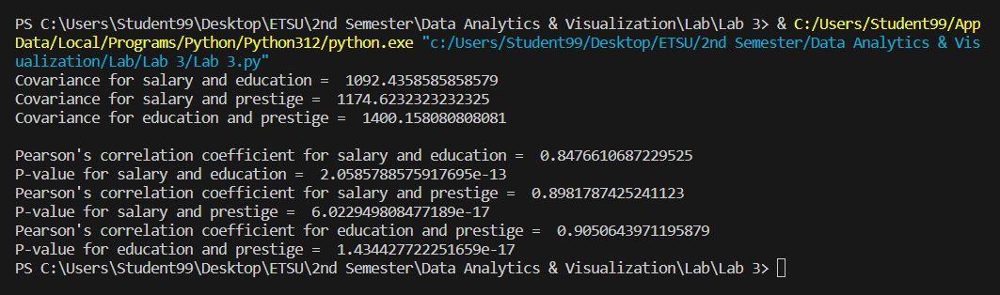 PS C:\Users\Student99\Desktop\ETSU\2nd Semester\Data Analytics & Visualization\Lab\Lab 3> & C:/Users/Student99/App
Data/Local/Programs/Python/Python312/python.exe "c:/Users/Student99/Desktop/ETSU/2nd Semester/Data Analytics & Vis
ualization/Lab/Lab 3/Lab 3.py"
Covariance for salary and education =  1092.4358585858579
Covariance for salary and prestige =  1174.6232323232325
Covariance for education and prestige =  1400.158080808081

Pearson's correlation coefficient for salary and education =  0.8476610687229525
P-value for salary and education =  2.0585788575917695e-13
Pearson's correlation coefficient for salary and prestige =  0.8981787425241123
P-value for salary and prestige =  6.022949808477189e-17
Pearson's correlation coefficient for education and prestige =  0.9050643971195879
P-value for education and prestige =  1.434427722251659e-17
PS C:\Users\Student99\Desktop\ETSU\2nd Semester\Data Analytics & Visualization\Lab\Lab 3>